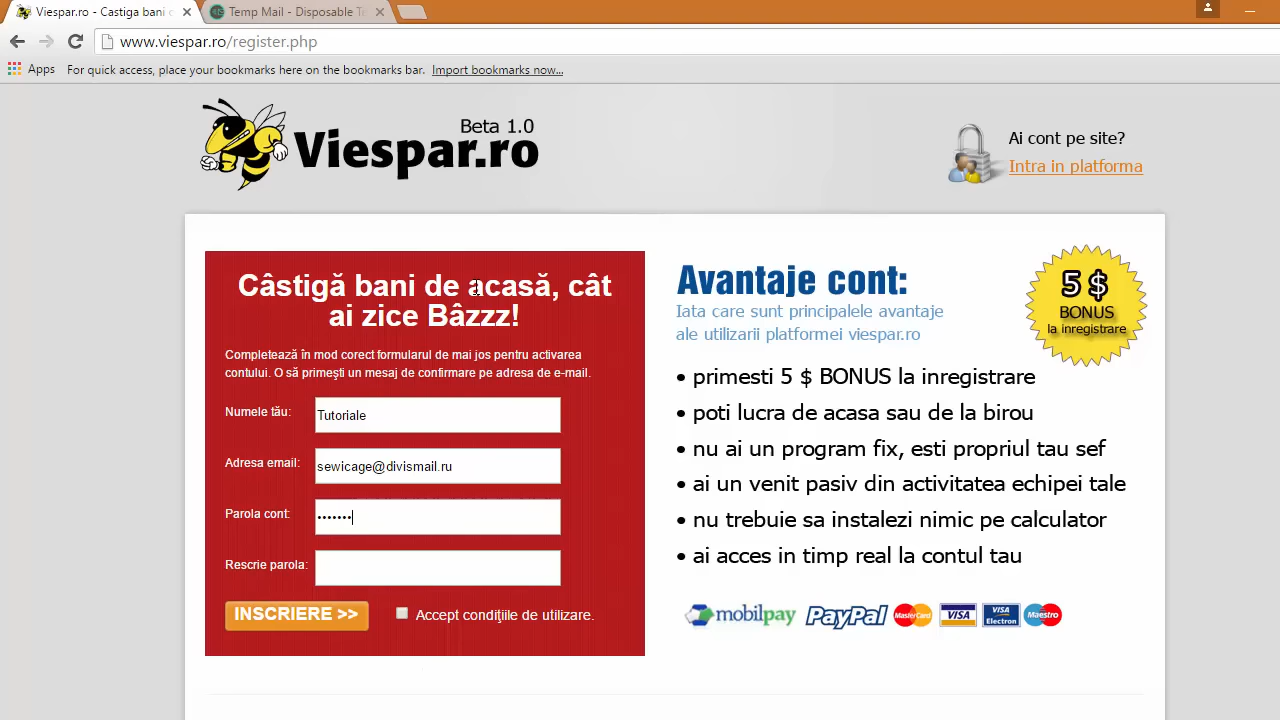 Viespar.ro - Castiga bani c
Temp Mail - Disposable Te
www.viespar.ro/register.php
Apps For quick access, place your bookmarks here on the bookmarks bar. Import bookmarks now...
Beta 1.0
Viespar.ro
Ai cont pe site?
Intra in platforma
Câstigă bani de acasă, cât
ai zice Bâzzz!
Completează în mod corect formularul de mai jos pentru activarea
contului. O să primeşti un mesaj de confirmare pe adresa de e-mail.
Numele tău: Tutoriale
Adresa email: sewicage@divismail.ru
Parola cont: •••••••
Rescrie parola:
INSCRIERE >> Accept condiţiile de utilizare.
Avantaje cont:
Iata care sunt principalele avantaje
ale utilizarii platformei viespar.ro
5 $
BONUS
la inregistrare
• primesti 5 $ BONUS la inregistrare
• poti lucra de acasa sau de la birou
• nu ai un program fix, esti propriul tau sef
• ai un venit pasiv din activitatea echipei tale
• nu trebuie sa instalezi nimic pe calculator
• ai acces in timp real la contul tau
mobilpay PayPal MasterCard VISA VISA Electron Maestro